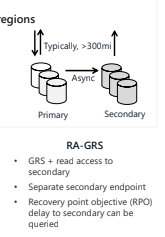 regions
Typically, >300mi
Async
Primary Secondary
RA-GRS
• GRS + read access to
secondary
• Separate secondary endpoint
• Recovery point objective (RPO)
delay to secondary can be
queried